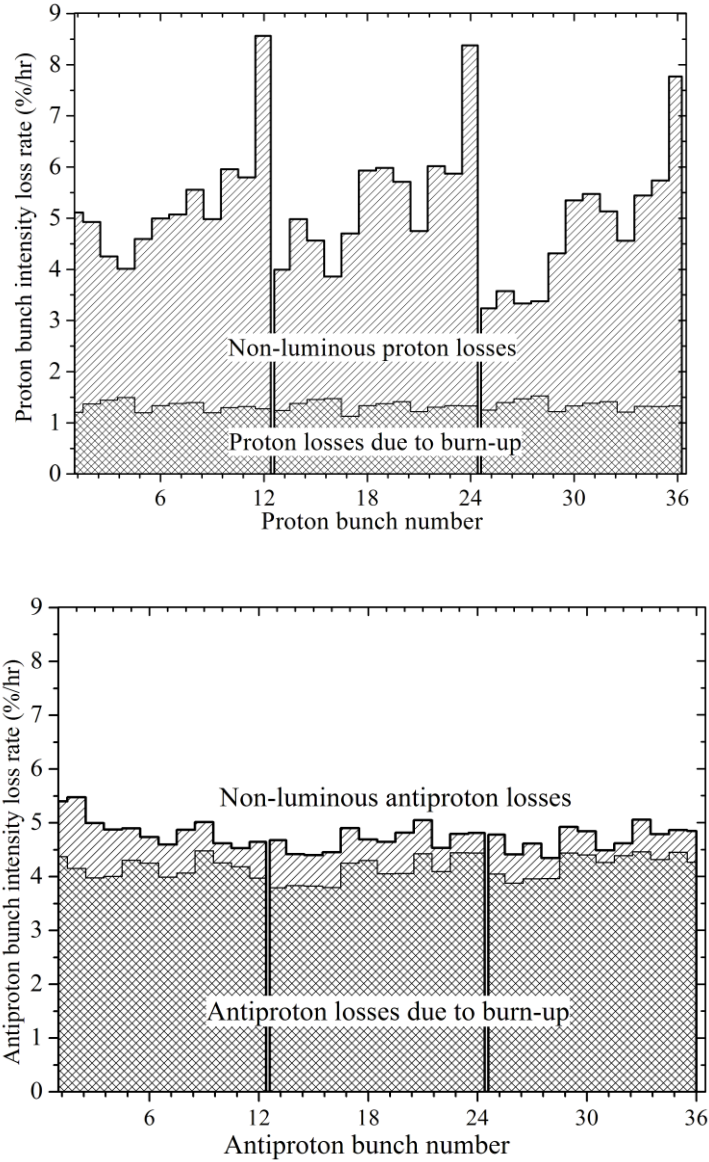 9
8
7
6
5
4
3
2
1
0
Proton bunch intensity loss rate (%/hr)
Non-luminous proton losses
Proton losses due to burn-up
6 12 18 24 30 36
Proton bunch number
9
8
7
6
5
4
3
2
1
0
Antiproton bunch intensity loss rate (%/hr)
Non-luminous antiproton losses
Antiproton losses due to burn-up
6 12 18 24 30 36
Antiproton bunch number